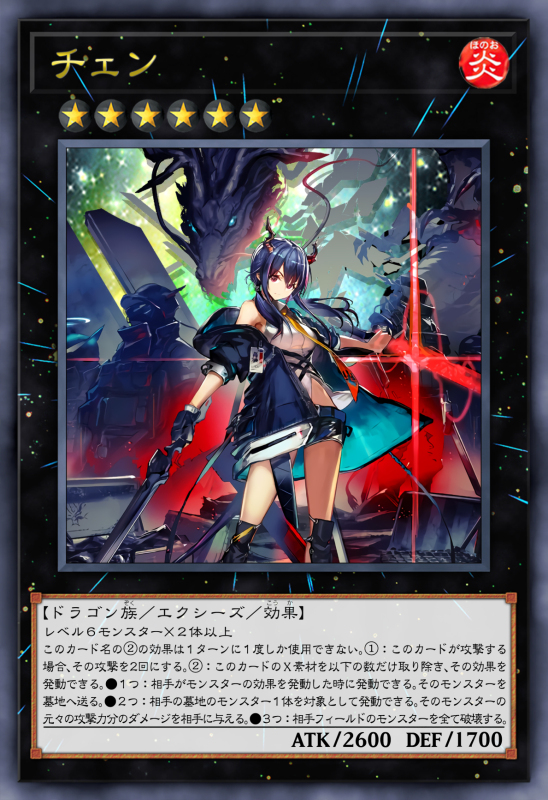 チェン
ほのお
炎
【ドラゴン族／エクシーズ／効果】
レベル６モンスター×２体以上
このカード名の②の効果は１ターンに１度しか使用できない。①：このカードが攻撃する
場合、その攻撃を2回にする。②：このカードのＸ素材を以下の数だけ取り除き、その効果を
発動できる。●１つ：相手がモンスターの効果を発動した時に発動できる。そのモンスターを
墓地へ送る。●２つ：相手の墓地のモンスター1体を対象として発動できる。そのモンスターの
元々の攻撃力分のダメージを相手に与える。●３つ：相手フィールドのモンスターを全て破壊する。
ATK/2600 DEF/1700